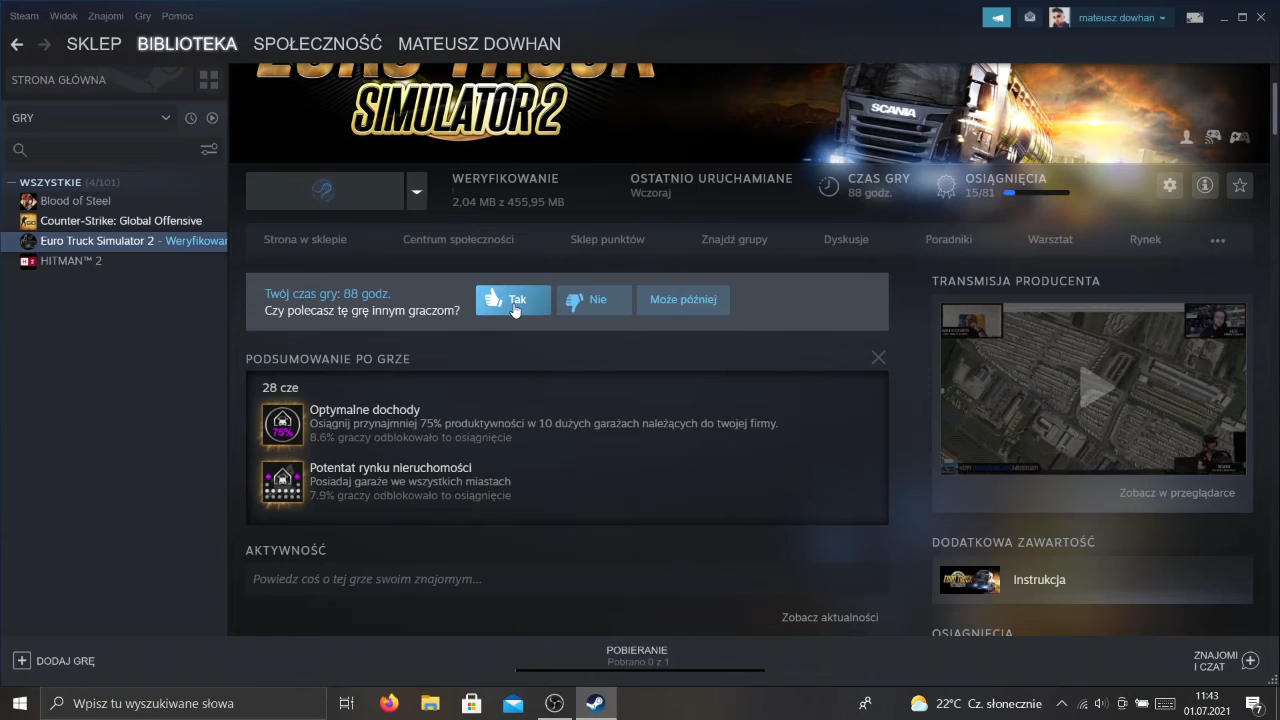 Steam Widok Znajomi Gry Pomoc
mateusz dowhan
SKLEP BIBLIOTEKA SPOŁECZNOŚĆ MATEUSZ DOWHAN
STRONA GŁÓWNA
GRY
WSZYSTKIE (4/101)
Blood of Steel
Counter-Strike: Global Offensive
Euro Truck Simulator 2 - Weryfikowan
HITMAN™ 2
EURO TRUCK
SIMULATOR 2
SCANIA
WERYFIKOWANIE
2,04 MB z 455,95 MB
OSTATNIO URUCHAMIANE
Wczoraj
CZAS GRY
88 godz.
OSIĄGNIĘCIA
15/81
Strona w sklepie Centrum społeczności Sklep punktów Znajdź grupy Dyskusje Poradniki Warsztat Rynek
Twój czas gry: 88 godz.
Czy polecasz tę grę innym graczom?
Tak Nie Może później
PODSUMOWANIE PO GRZE
28 cze
75%
Optymalne dochody
Osiągnij przynajmniej 75% produktywności w 10 dużych garażach należących do twojej firmy.
8.6% graczy odblokowało to osiągnięcie
Potentat rynku nieruchomości
Posiadaj garaże we wszystkich miastach
7.9% graczy odblokowało to osiągnięcie
AKTYWNOŚĆ
Powiedz coś o tej grze swoim znajomym...
Zobacz aktualności
TRANSMISJA PRODUCENTA
Zobacz w przeglądarce
DODATKOWA ZAWARTOŚĆ
Instrukcja
OSIĄGNIĘCIA
DODAJ GRĘ
POBIERANIE
Pobrano 0 z 1
ZNAJOMI
I CZAT
Wpisz tu wyszukiwane słowa
22°C Cz. słonecznie
11:43
01.07.2021
7